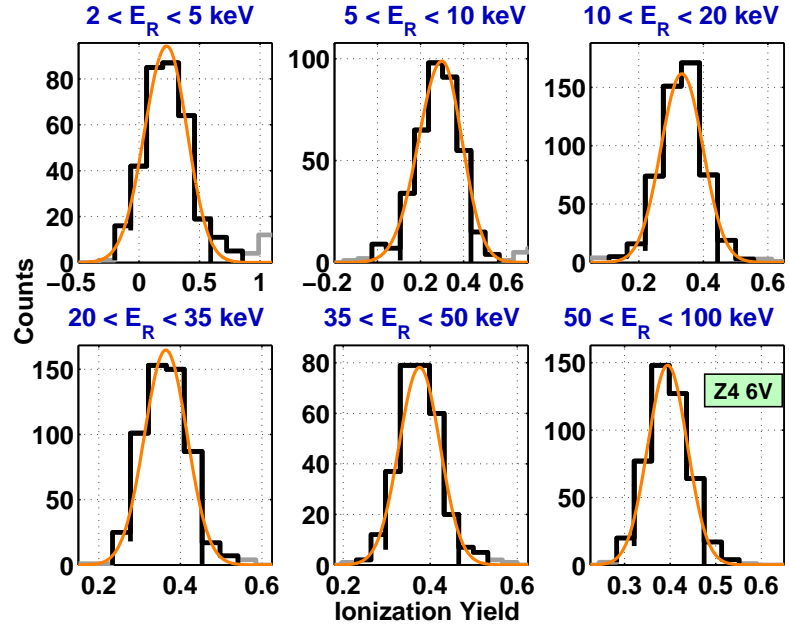 2 < E_R < 5 keV
5 < E_R < 10 keV
10 < E_R < 20 keV
80
60
40
20
0
−0.5 0 0.5 1
100
50
0
−0.2 0 0.2 0.4 0.6
150
100
50
0
0.2 0.4 0.6
Counts
20 < E_R < 35 keV
35 < E_R < 50 keV
50 < E_R < 100 keV
150
100
50
0
0.2 0.4 0.6
80
60
40
20
0
0.2 0.4 0.6
150
100
50
0
0.3 0.4 0.5 0.6
Z4 6V
Ionization Yield